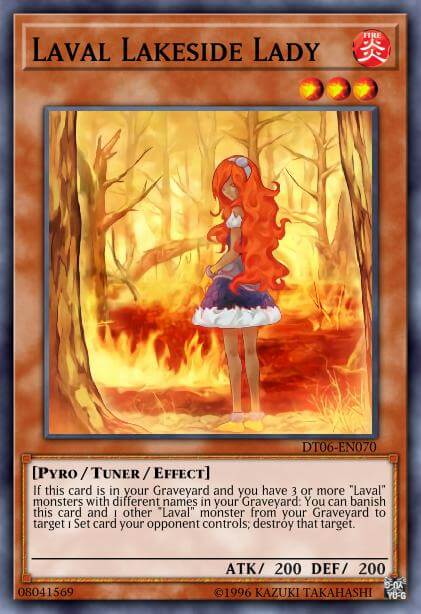 LAVAL LAKESIDE LADY
FIRE
炎
DT06-EN070
[PYRO / TUNER / EFFECT]
If this card is in your Graveyard and you have 3 or more "Laval"
monsters with different names in your Graveyard: You can banish
this card and 1 other "Laval" monster from your Graveyard to
target 1 Set card your opponent controls; destroy that target.
ATK/ 200 DEF/ 200
08041569
©1996 KAZUKI TAKAHASHI